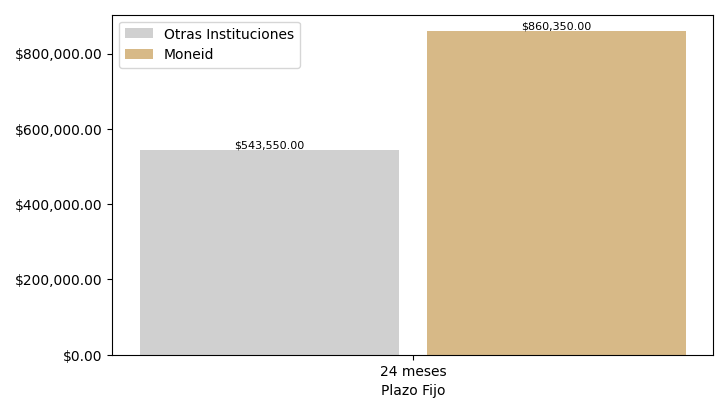 Otras Instituciones
Moneid
$860,350.00
$543,550.00
$800,000.00
$600,000.00
$400,000.00
$200,000.00
$0.00
24 meses
Plazo Fijo